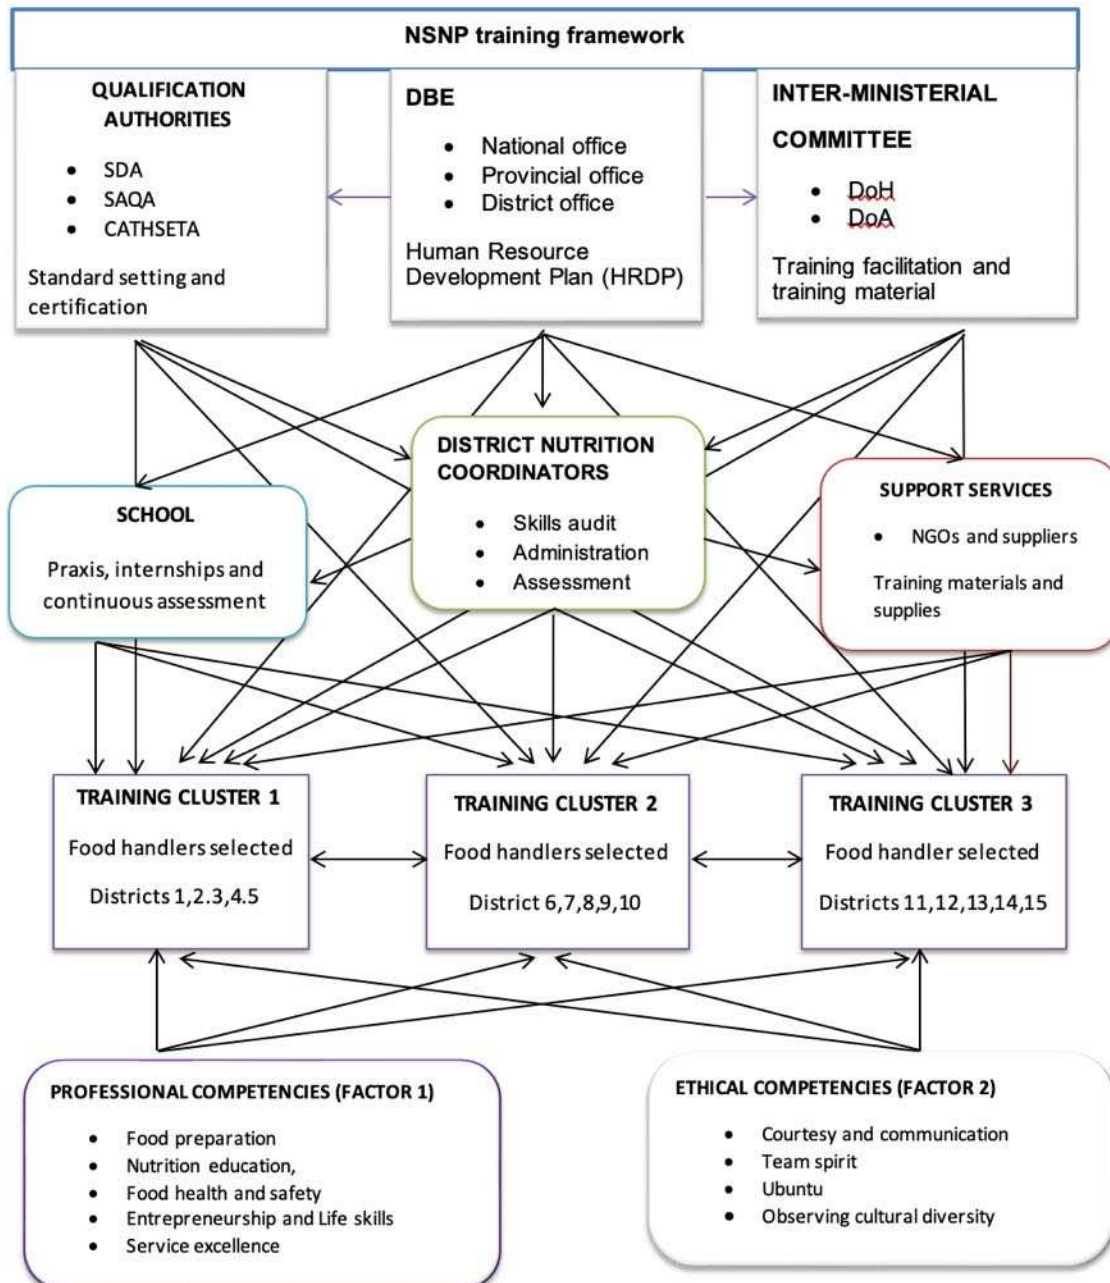 NSNP training framework
QUALIFICATION
AUTHORITIES
• SDA
• SAQA
• CATHSETA
Standard setting and
certification
DBE
• National office
• Provincial office
• District office
Human Resource
Development Plan (HRDP)
INTER-MINISTERIAL
COMMITTEE
• DoH
• DoA
Training facilitation and
training material
SCHOOL
Praxis, internships and
continuous assessment
DISTRICT NUTRITION
COORDINATORS
• Skills audit
• Administration
• Assessment
SUPPORT SERVICES
• NGOs and suppliers
Training materials and
supplies
TRAINING CLUSTER 1
Food handlers selected
Districts 1,2.3,4.5
TRAINING CLUSTER 2
Food handlers selected
District 6,7,8,9,10
TRAINING CLUSTER 3
Food handler selected
Districts 11,12,13,14,15
PROFESSIONAL COMPETENCIES (FACTOR 1)
• Food preparation
• Nutrition education,
• Food health and safety
• Entrepreneurship and Life skills
• Service excellence
ETHICAL COMPETENCIES (FACTOR 2)
• Courtesy and communication
• Team spirit
• Ubuntu
• Observing cultural diversity